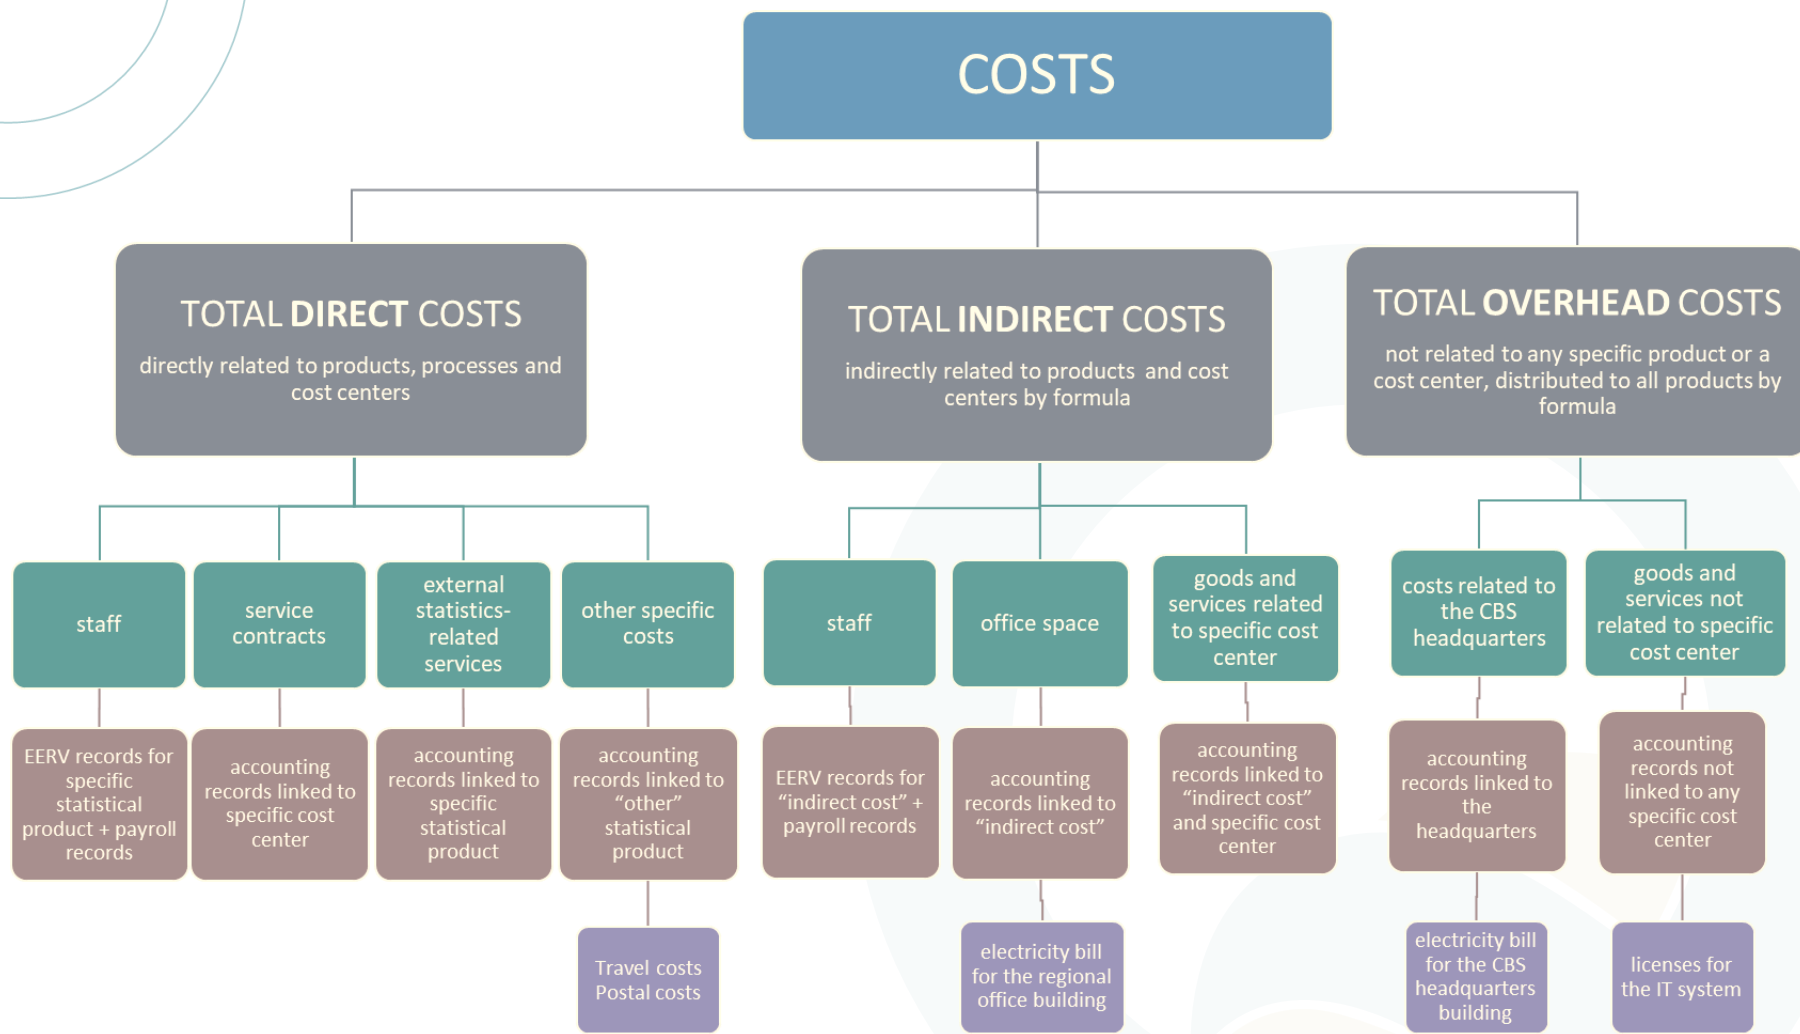 COSTS
TOTAL DIRECT COSTS
directly related to products, processes and
cost centers
TOTAL INDIRECT COSTS
indirectly related to products and cost
centers by formula
TOTAL OVERHEAD COSTS
not related to any specific product or a
cost center, distributed to all products by
formula
staff
service
contracts
external
statistics-
related
services
other specific
costs
staff
office space
goods and
services related
to specific cost
center
costs related to
the CBS
headquarters
goods and
services not
related to specific
cost center
EERV records for
specific
statistical
product + payroll
records
accounting
records linked to
specific cost
center
accounting
records linked to
specific
statistical
product
accounting
records linked to
“other”
statistical
product
EERV records for
“indirect cost” +
payroll records
accounting
records linked to
“indirect cost”
accounting
records linked to
“indirect cost”
and specific cost
center
accounting
records linked to
the
headquarters
accounting
records not
linked to any
specific cost
center
Travel costs
Postal costs
electricity bill
for the regional
office building
electricity bill
for the CBS
headquarters
building
licenses for
the IT system